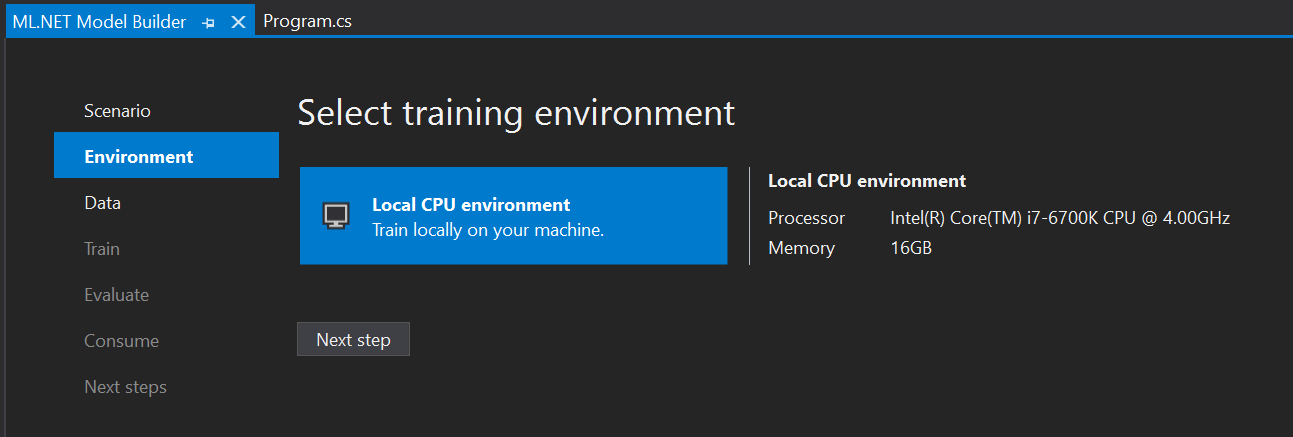 ML.NET Model Builder
Program.cs
Scenario
Environment
Data
Train
Evaluate
Consume
Next steps
Select training environment
Local CPU environment
Train locally on your machine.
Local CPU environment
Processor Intel(R) Core(TM) i7-6700K CPU @ 4.00GHz
Memory 16GB
Next step